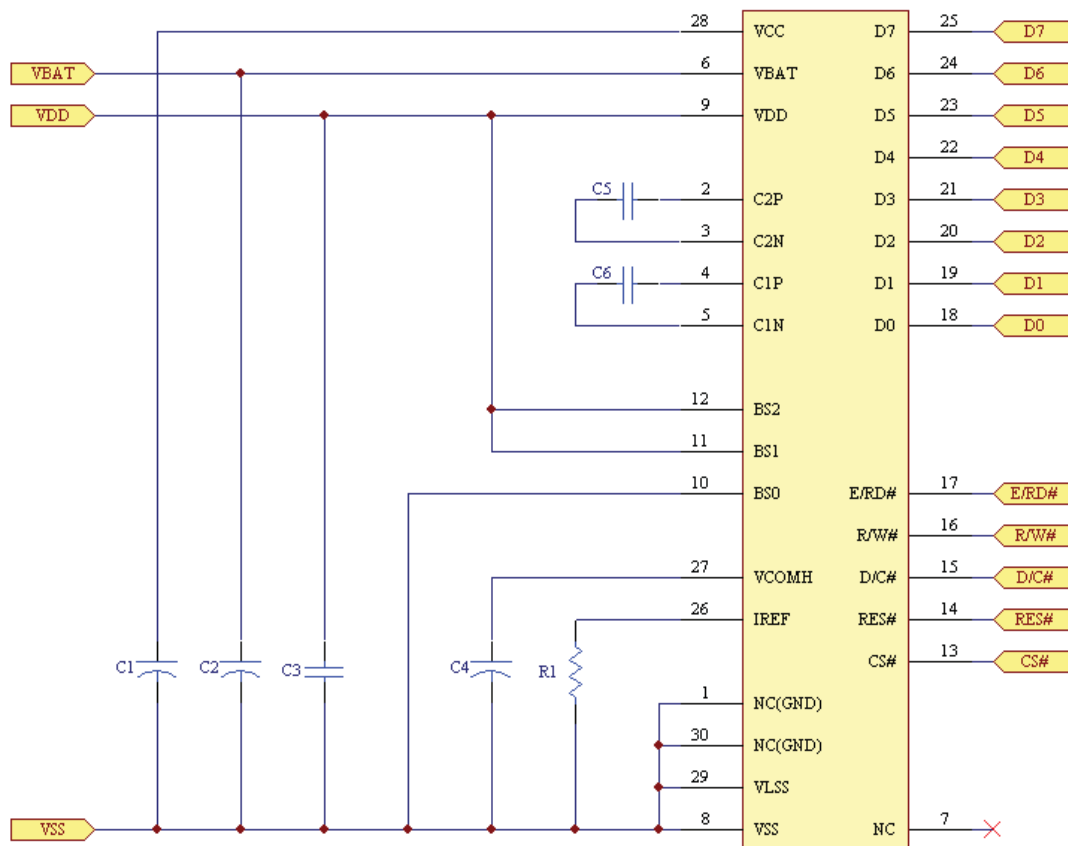 28 VCC D7 25 D7
VBAT 6 VBAT D6 24 D6
VDD 9 VDD D5 23 D5
D4 22 D4
C5 2 C2P D3 21 D3
3 C2N D2 20 D2
C6 4 C1P D1 19 D1
5 C1N D0 18 D0
12 BS2
11 BS1
10 BS0 E/RD# 17 E/RD#
R/W# 16 R/W#
27 VCOMH D/C# 15 D/C#
26 IREF RES# 14 RES#
C1 C2 C3 C4 R1 CS# 13 CS#
1 NC(GND)
30 NC(GND)
29 VLSS
VSS 8 VSS NC 7